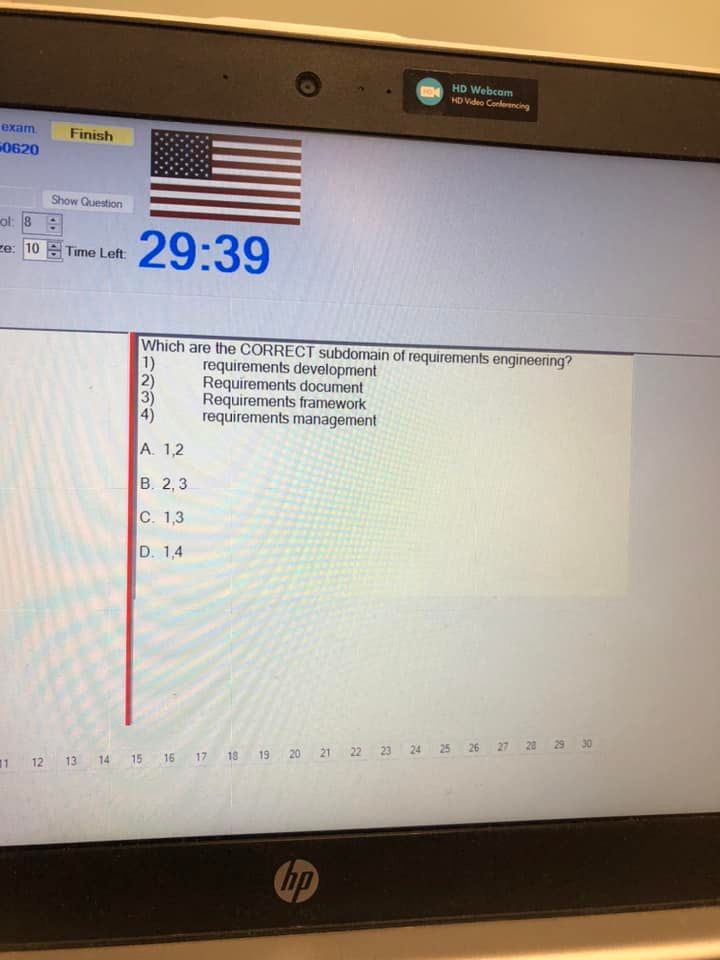 HD Webcam
HD Video Conferencing
exam.
Finish
0620
Show Question
ol: 8
ze: 10 Time Left: 29:39
Which are the CORRECT subdomain of requirements engineering?
1) requirements development
2) Requirements document
3) Requirements framework
4) requirements management
A. 1,2
B. 2, 3
C. 1,3
D. 1,4
11 12 13 14 15 16 17 18 19 20 21 22 23 24 25 26 27 28 29 30
hp